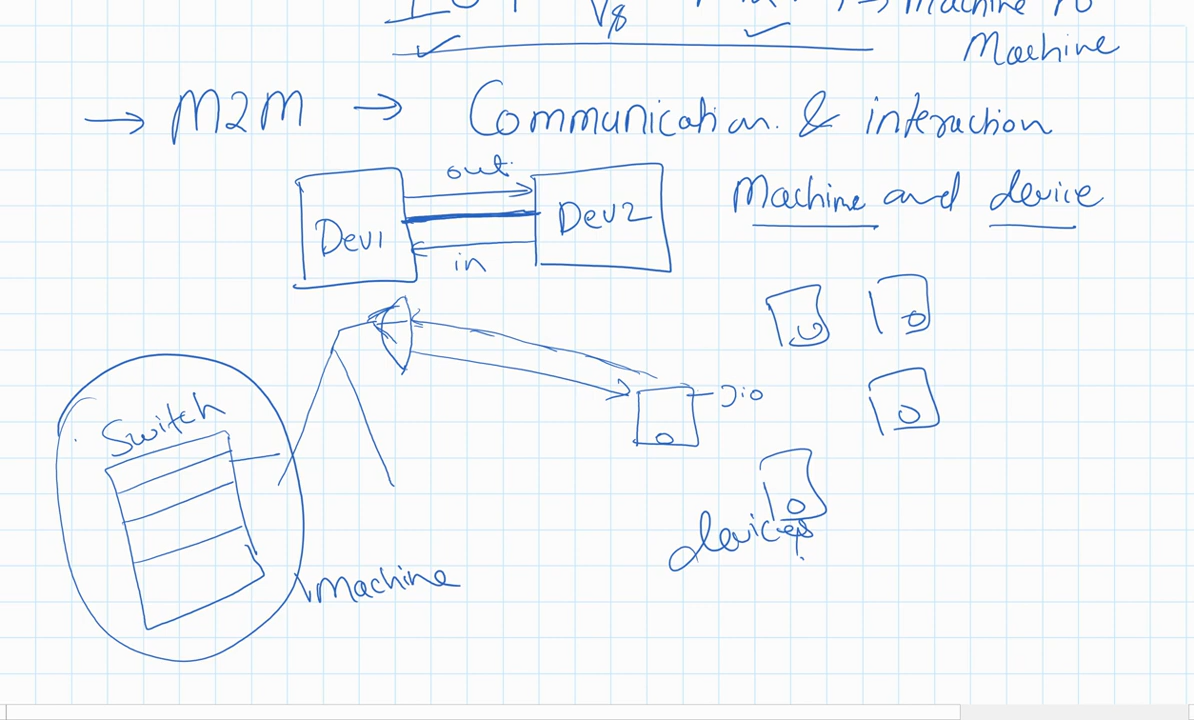 IOT Vs M2M → Machine to
Machine
→ M2M → Communication & interaction
out
Machine and device
Dev1
Dev2
in
Jio
Switch
devices
machine